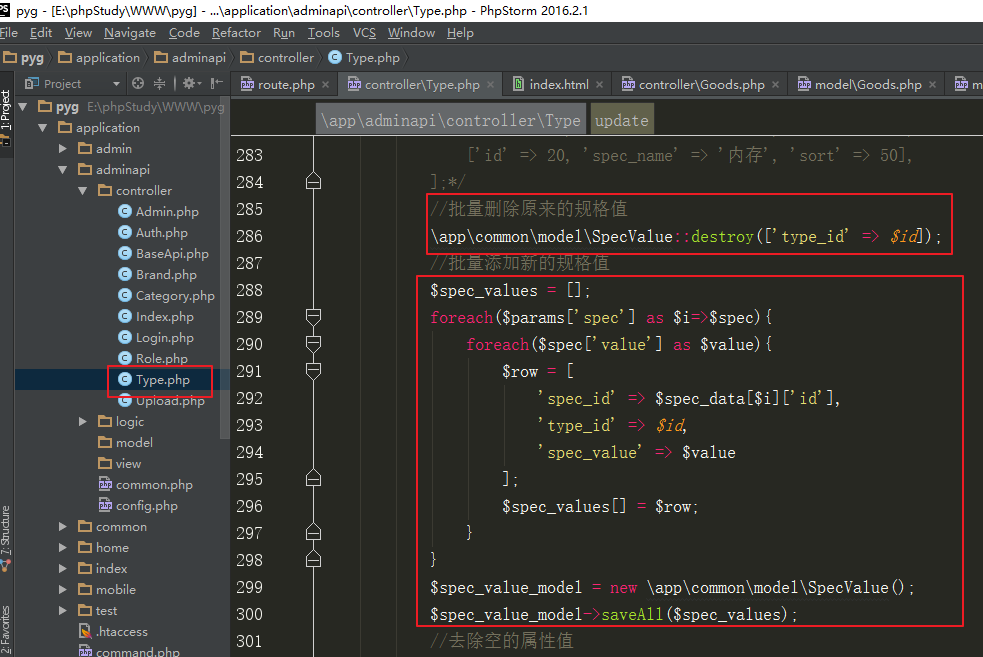 pyg - [E:\phpStudy\WWW\pyg] - ...\application\adminapi\controller\Type.php - PhpStorm 2016.2.1
File Edit View Navigate Code Refactor Run Tools VCS Window Help
pyg application adminapi controller Type.php
Project route.php controller\Type.php index.html controller\Goods.php model\Goods.php m
1: Project
7: Structure
2: Favorites
pyg E:\phpStudy\WWW\pyg
application
admin
adminapi
controller
Admin.php
Auth.php
BaseApi.php
Brand.php
Category.php
Index.php
Login.php
Role.php
Type.php
Upload.php
logic
model
view
common.php
config.php
common
home
index
mobile
test
.htaccess
command.php
\app\adminapi\controller\Type update
283 ['id' => 20, 'spec_name' => '内存', 'sort' => 50],
284 ];*/
285 //批量删除原来的规格值
286 \app\common\model\SpecValue::destroy(['type_id' => $id]);
287 //批量添加新的规格值
288 $spec_values = [];
289 foreach($params['spec'] as $i=>$spec){
290 foreach($spec['value'] as $value){
291 $row = [
292 'spec_id' => $spec_data[$i]['id'],
293 'type_id' => $id,
294 'spec_value' => $value
295 ];
296 $spec_values[] = $row;
297 }
298 }
299 $spec_value_model = new \app\common\model\SpecValue();
300 $spec_value_model->saveAll($spec_values);
301 //去除空的属性值